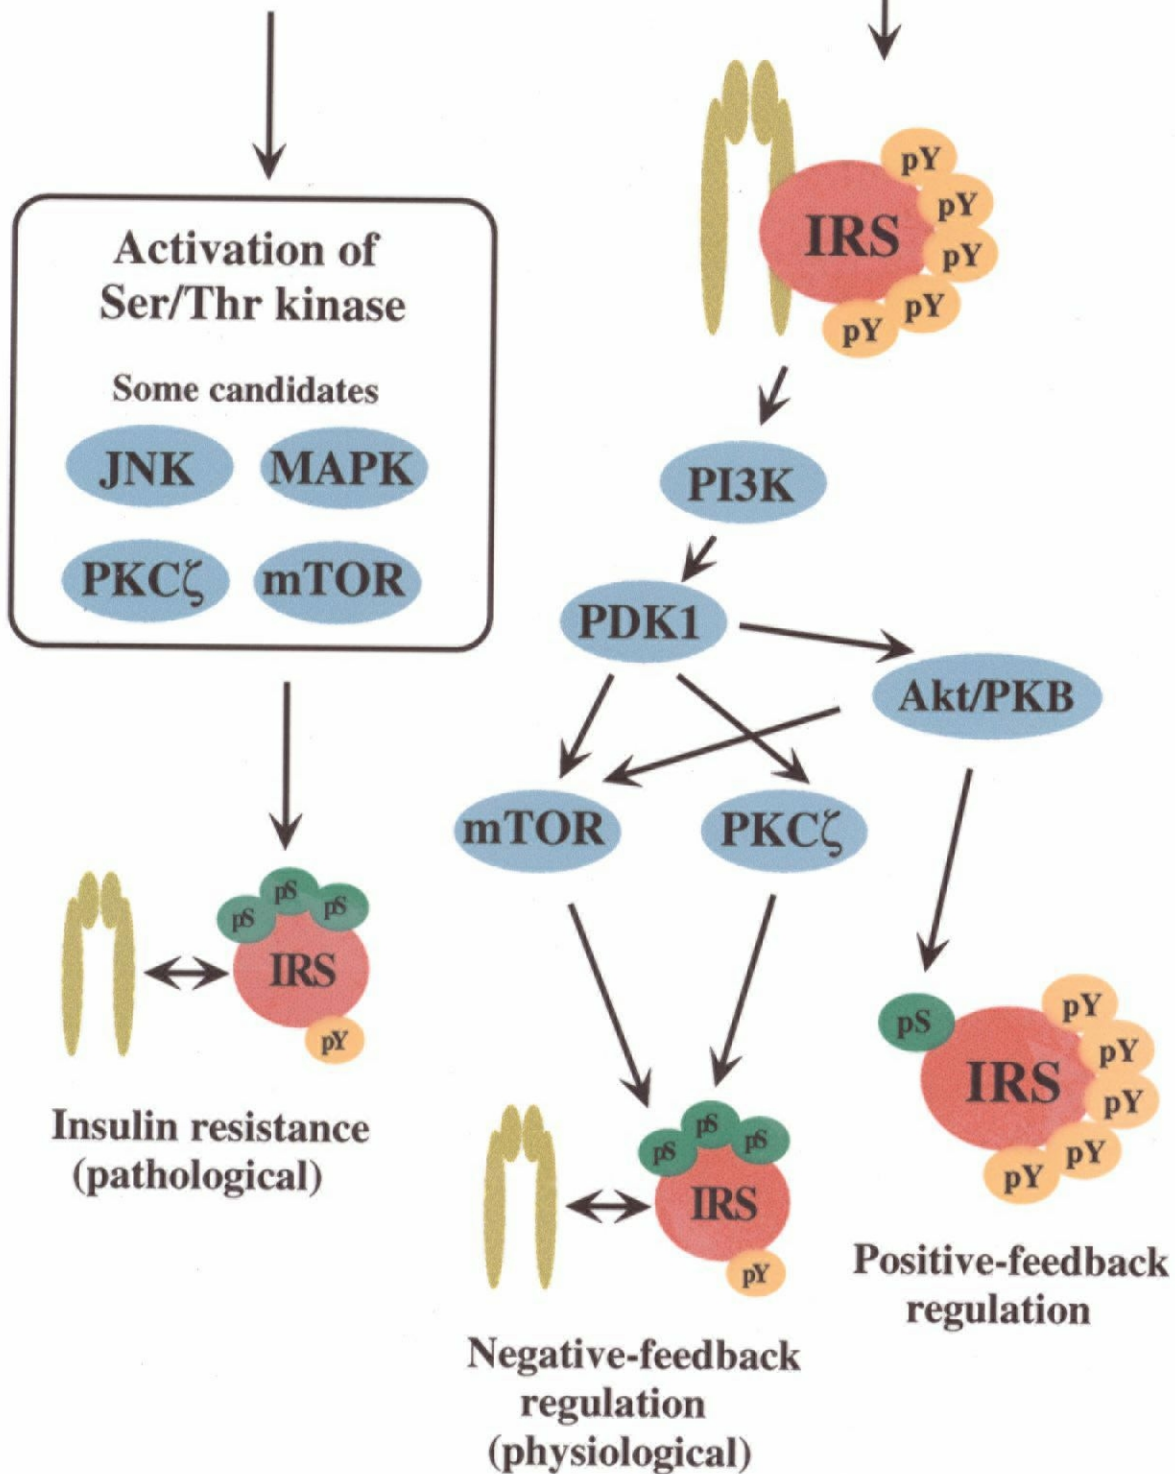 Activation of
Ser/Thr kinase
Some candidates
JNK
MAPK
PKCζ
mTOR
pS
pS
pS
IRS
pY
Insulin resistance
(pathological)
IRS
pY
pY
pY
pY
pY
PI3K
PDK1
Akt/PKB
mTOR
PKCζ
pS
pS
pS
IRS
pY
Negative-feedback
regulation
(physiological)
pS
IRS
pY
pY
pY
pY
pY
Positive-feedback
regulation